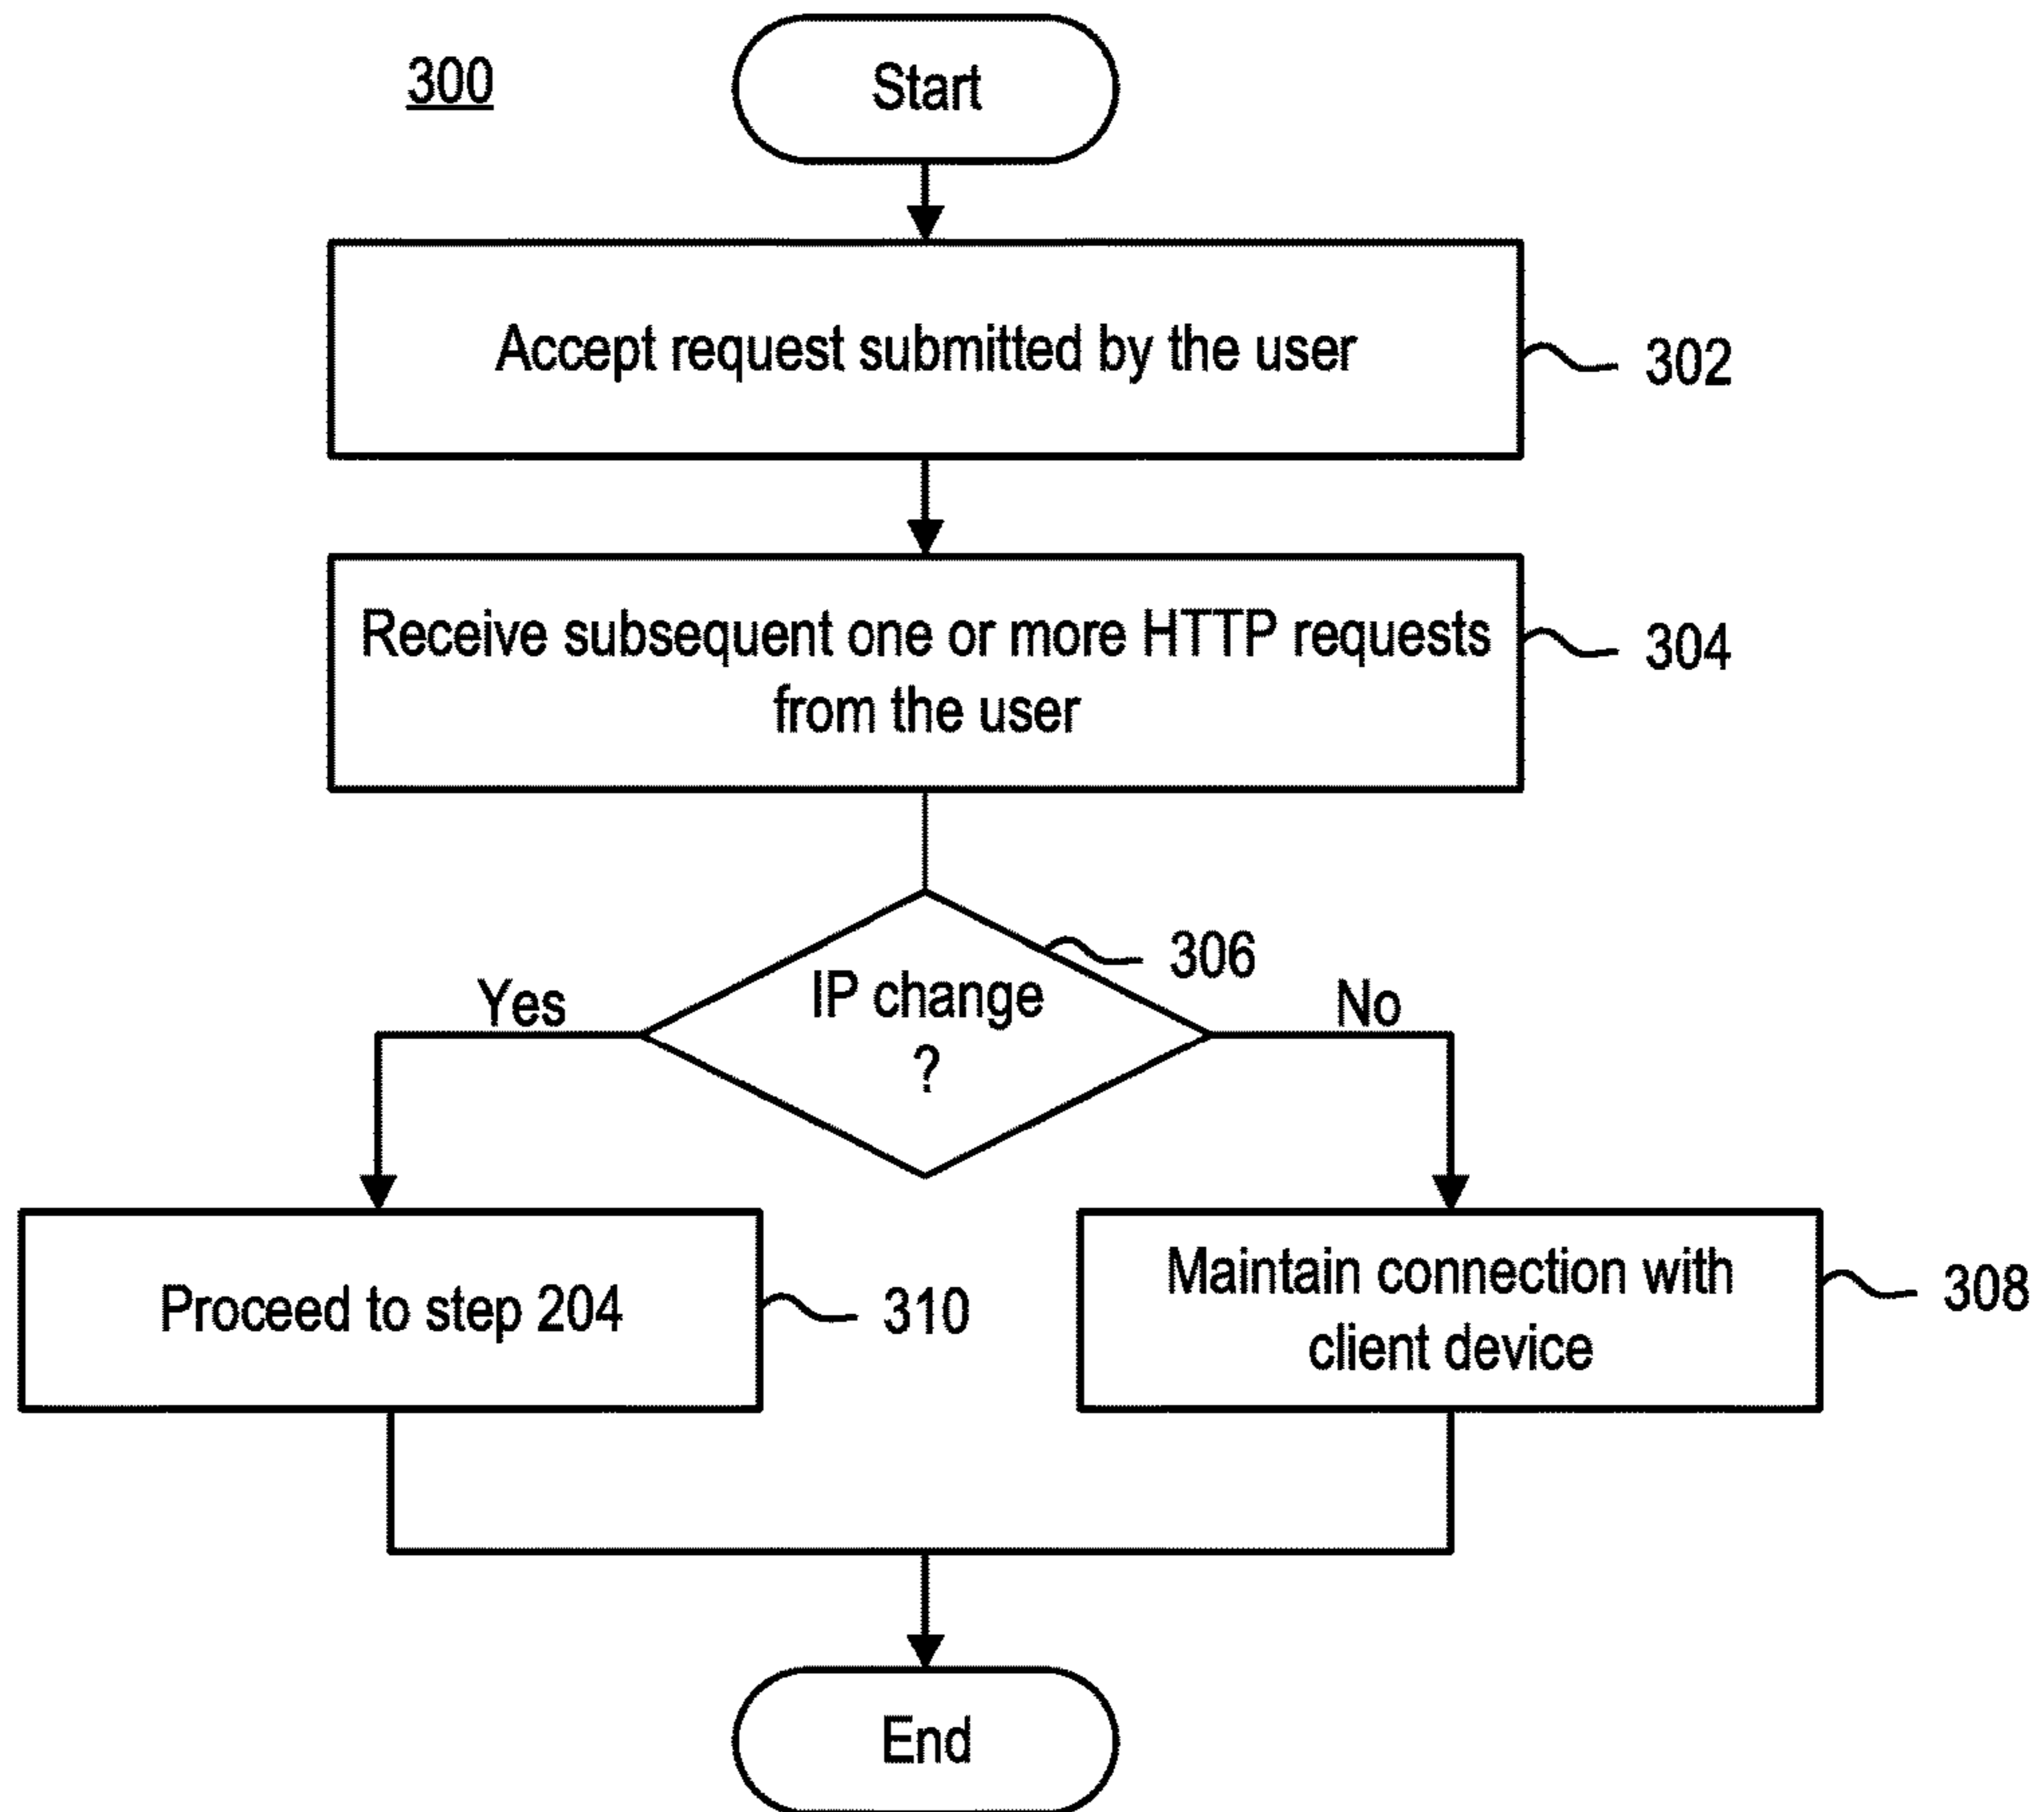 300
Start
Accept request submitted by the user
302
Receive subsequent one or more HTTP requests
from the user
304
306
IP change
?
Yes
No
Proceed to step 204
310
Maintain connection with
client device
308
End